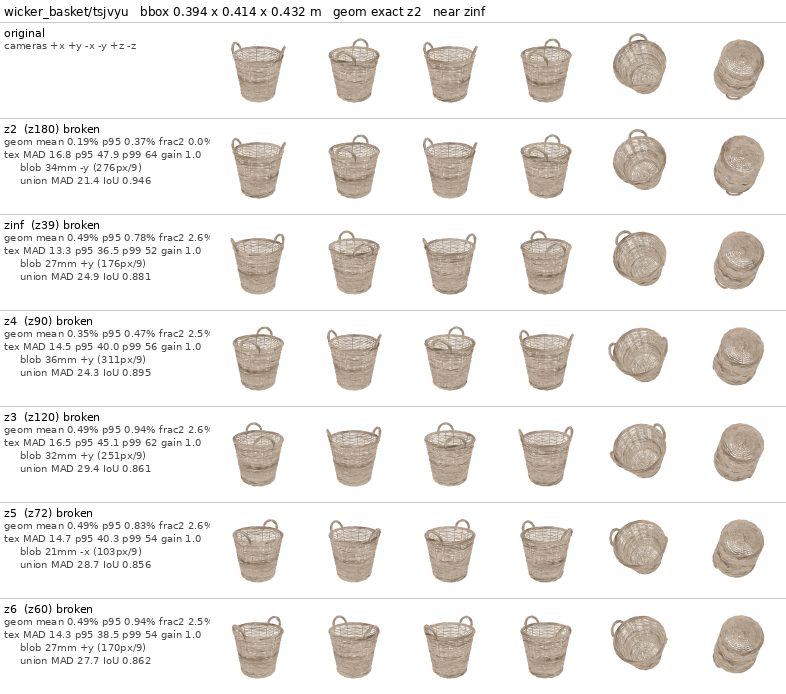 wicker_basket/tsjvyu bbox 0.394 x 0.414 x 0.432 m geom exact z2 near zinf
original
cameras +x +y -x -y +z -z
z2 (z180) broken
geom mean 0.19% p95 0.37% frac2 0.0%
tex MAD 16.8 p95 47.9 p99 64 gain 1.0
blob 34mm -y (276px/9)
union MAD 21.4 IoU 0.946
zinf (z39) broken
geom mean 0.49% p95 0.78% frac2 2.6%
tex MAD 13.3 p95 36.5 p99 52 gain 1.0
blob 27mm +y (176px/9)
union MAD 24.9 IoU 0.881
z4 (z90) broken
geom mean 0.35% p95 0.47% frac2 2.5%
tex MAD 14.5 p95 40.0 p99 56 gain 1.0
blob 36mm +y (311px/9)
union MAD 24.3 IoU 0.895
z3 (z120) broken
geom mean 0.49% p95 0.94% frac2 2.6%
tex MAD 16.5 p95 45.1 p99 62 gain 1.0
blob 32mm +y (251px/9)
union MAD 29.4 IoU 0.861
z5 (z72) broken
geom mean 0.49% p95 0.83% frac2 2.6%
tex MAD 14.7 p95 40.3 p99 54 gain 1.0
blob 21mm -x (103px/9)
union MAD 28.7 IoU 0.856
z6 (z60) broken
geom mean 0.49% p95 0.94% frac2 2.5%
tex MAD 14.3 p95 38.5 p99 54 gain 1.0
blob 27mm +y (170px/9)
union MAD 27.7 IoU 0.862